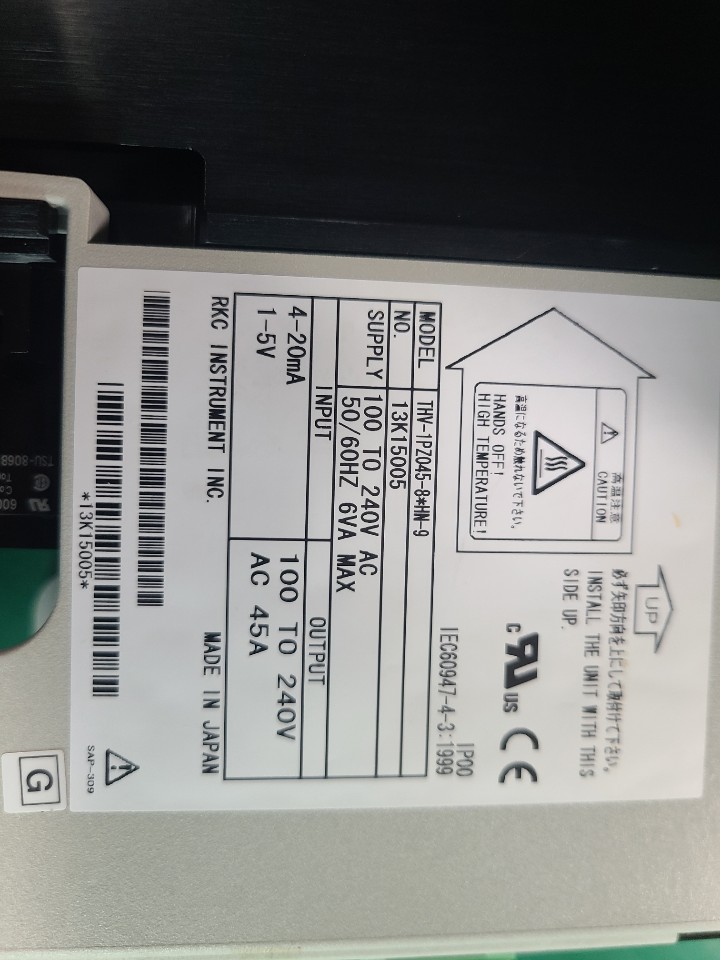 高温注意
CAUTION
高温になるため触れないで下さい。
HANDS OFF!
HIGH TEMPERATURE!
UP
必ず矢印方向を上にして取付けて下さい。
INSTALL THE UNIT WITH THIS
SIDE UP.
c UR US CE
IP00
IEC60947-4-3:1999
MODEL THV-1PZ045-8*HN-9
NO. 13K15005
SUPPLY 100 TO 240V AC
50/60HZ 6VA MAX
INPUT OUTPUT
4-20mA 100 TO 240V
1-5V AC 45A
RKC INSTRUMENT INC. MADE IN JAPAN
*13K15005*
SAP-309
G
TSU-8068